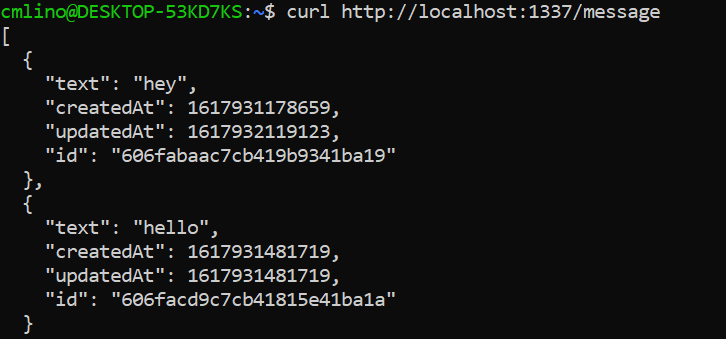 cmlino@DESKTOP-53KD7KS:~$ curl http://localhost:1337/message
[
  {
    "text": "hey",
    "createdAt": 1617931178659,
    "updatedAt": 1617932119123,
    "id": "606fabaac7cb419b9341ba19"
  },
  {
    "text": "hello",
    "createdAt": 1617931481719,
    "updatedAt": 1617931481719,
    "id": "606facd9c7cb41815e41ba1a"
  }